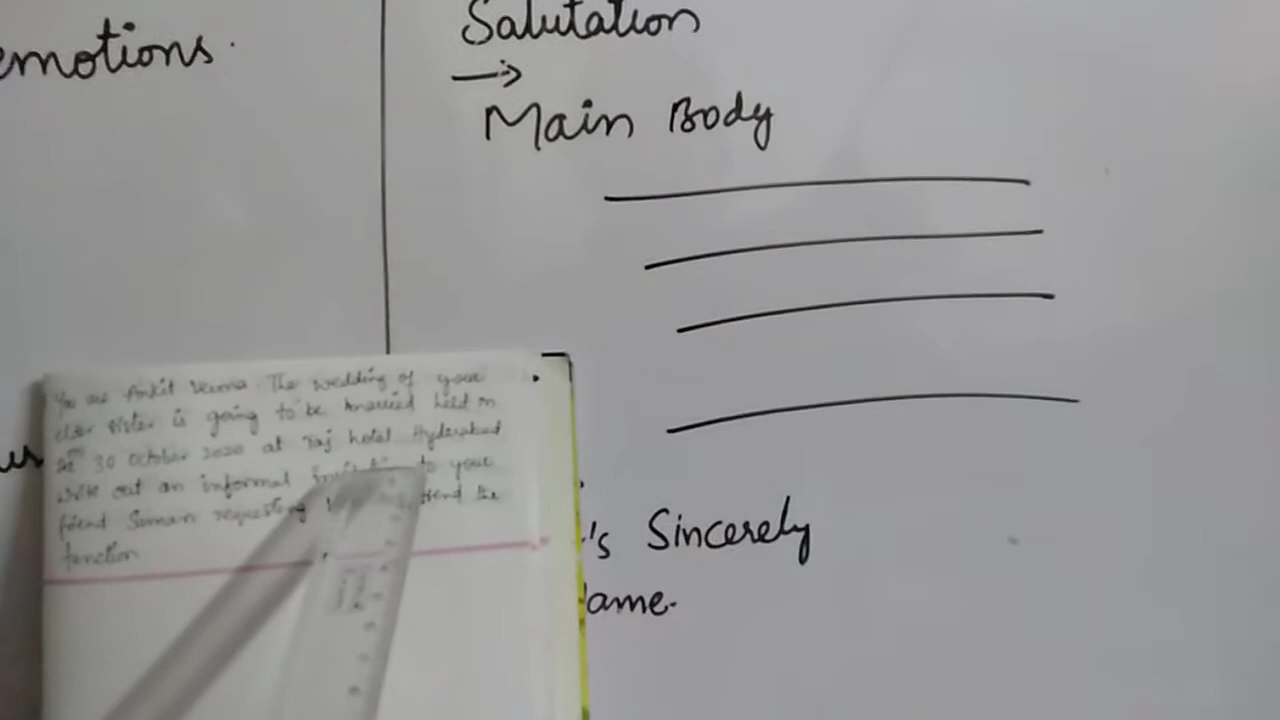 emotions.
Salutation
Main Body
's Sincerely
ame.
You are Ankit Verma. The wedding of your
elder sister is going to be married held on
30 October 2020 at Taj hotel Hyderabad
write out an informal to your
friend Suman requesting the
function